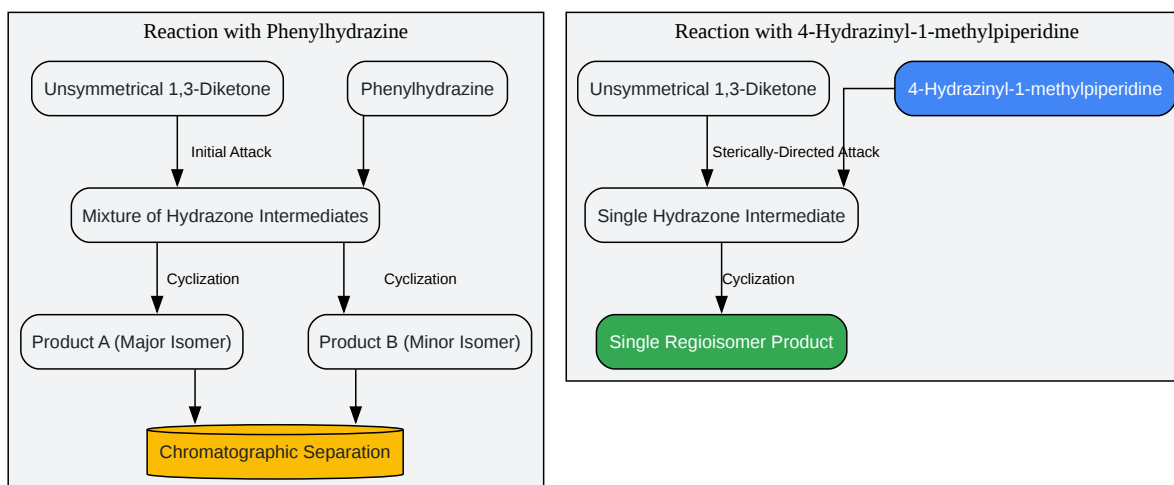 Reaction with Phenylhydrazine
Unsymmetrical 1,3-Diketone
Phenylhydrazine
Initial Attack
Mixture of Hydrazone Intermediates
Cyclization
Cyclization
Product A (Major Isomer)
Product B (Minor Isomer)
Chromatographic Separation
Reaction with 4-Hydrazinyl-1-methylpiperidine
Unsymmetrical 1,3-Diketone
4-Hydrazinyl-1-methylpiperidine
Sterically-Directed Attack
Single Hydrazone Intermediate
Cyclization
Single Regioisomer Product